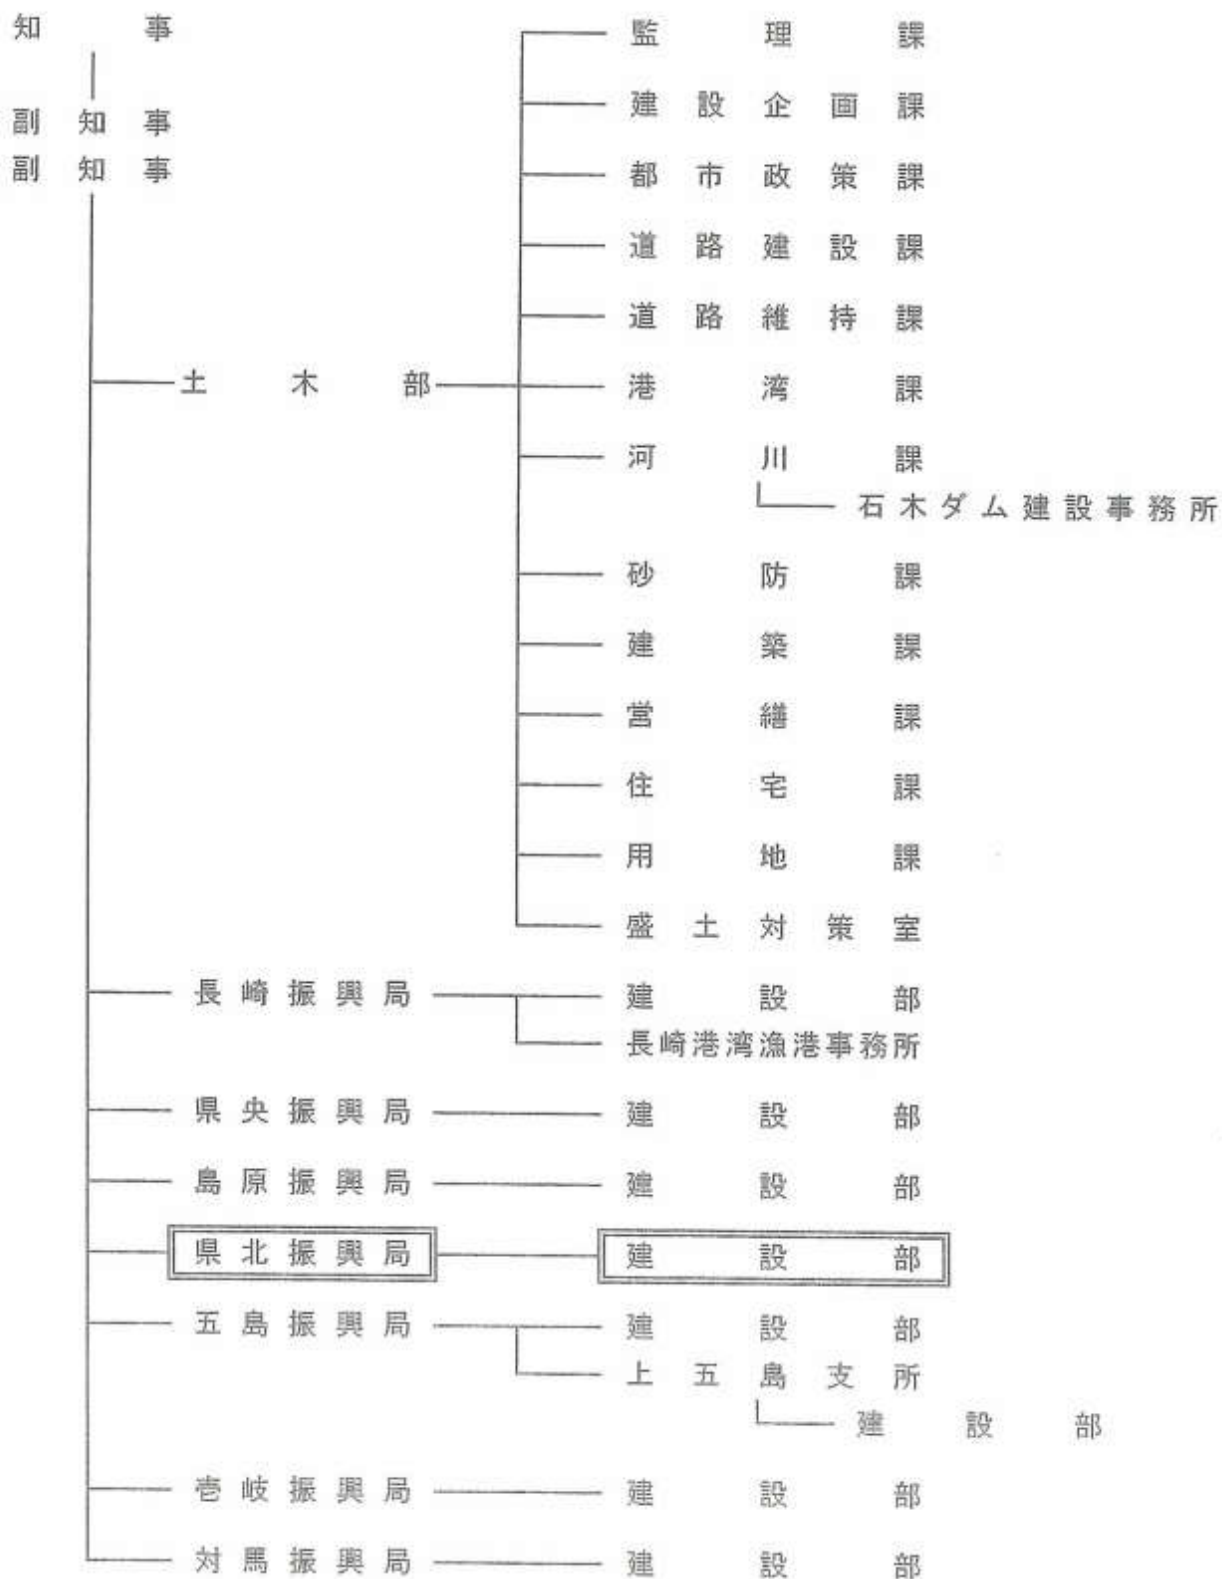 知事
副知事
副知事
土木部
監理課
建設企画課
都市政策課
道路建設課
道路維持課
港湾課
河川課
石木ダム建設事務所
砂防課
建築課
営繕課
住宅課
用地課
盛土対策室
長崎振興局
建設部
長崎港湾漁港事務所
県央振興局
建設部
島原振興局
建設部
県北振興局
建設部
五島振興局
建設部
上五島支所
建設部
壱岐振興局
建設部
対馬振興局
建設部